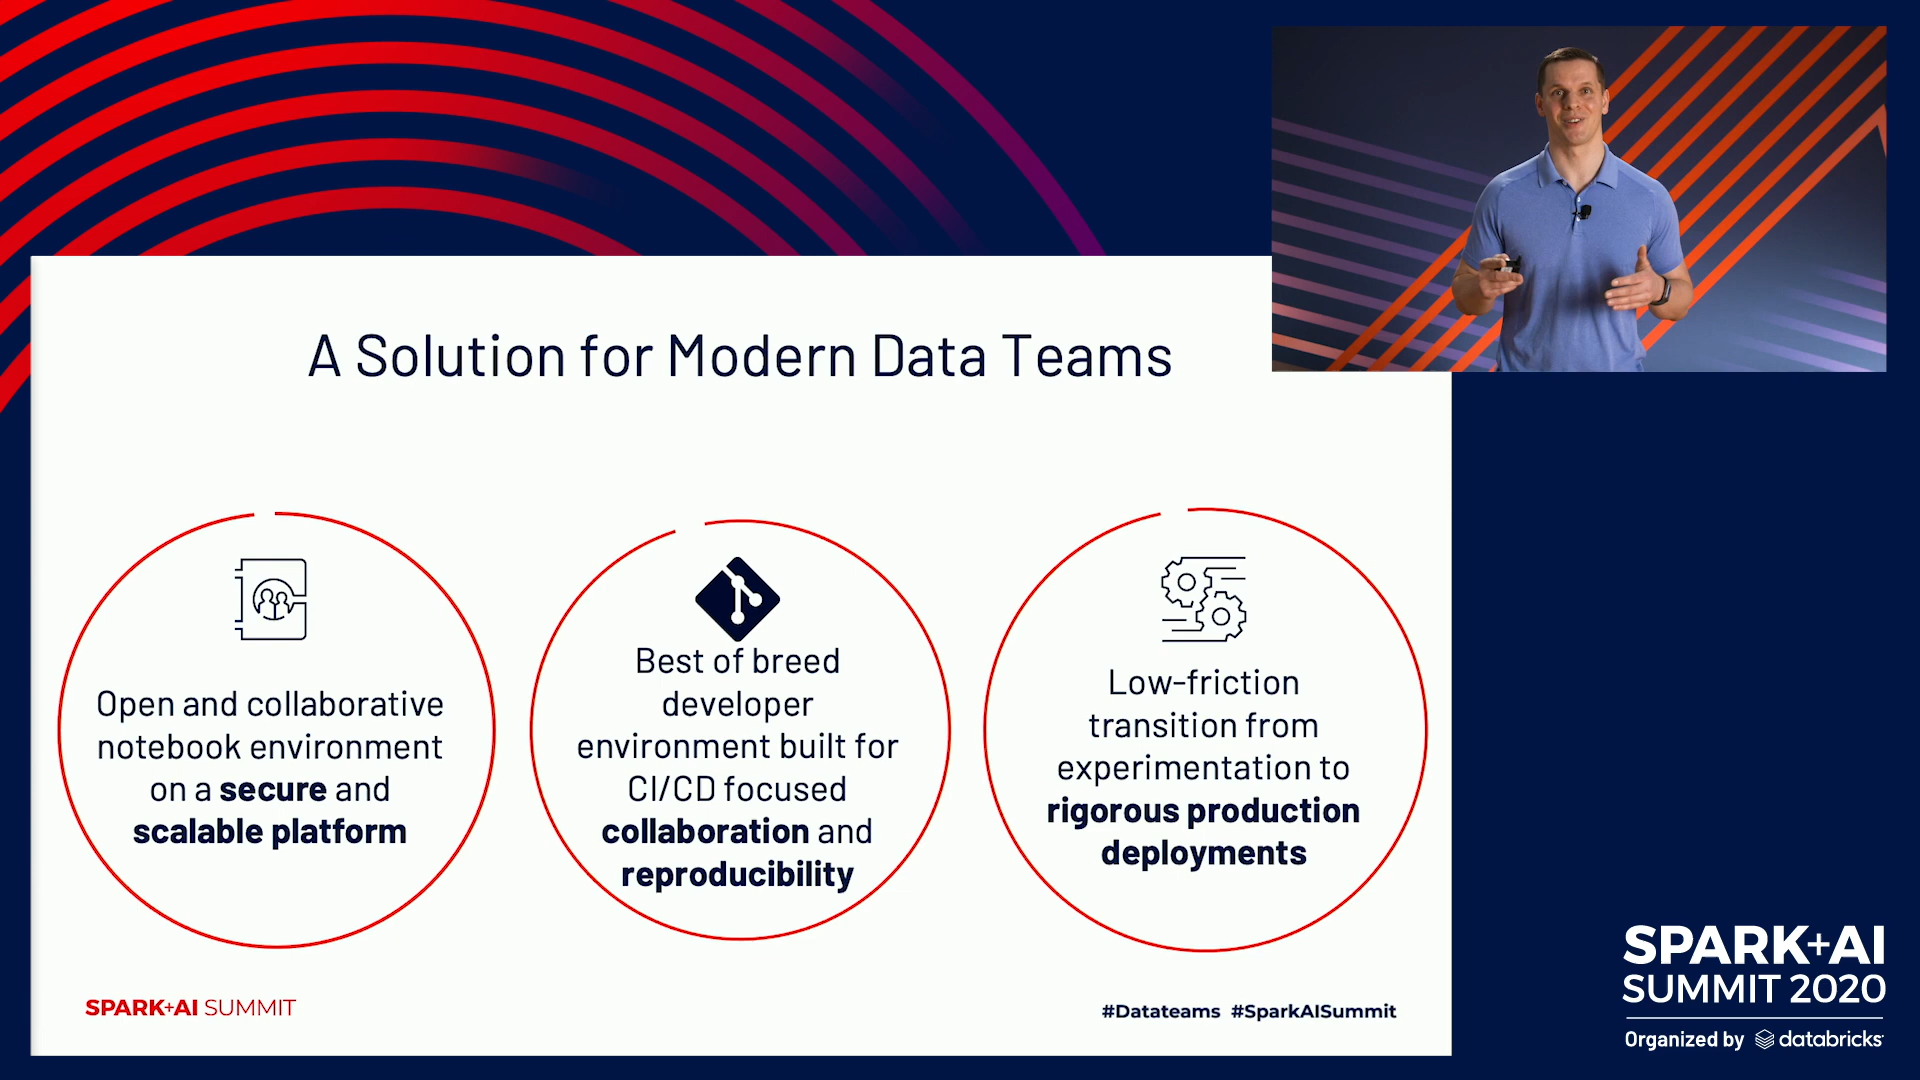 A Solution for Modern Data Teams
Open and collaborative
notebook environment
on a secure and
scalable platform
Best of breed
developer
environment built for
CI/CD focused
collaboration and
reproducibility
Low-friction
transition from
experimentation to
rigorous production
deployments
SPARK+AI SUMMIT
#Datateams #SparkAISummit
SPARK+AI
SUMMIT 2020
Organized by databricks